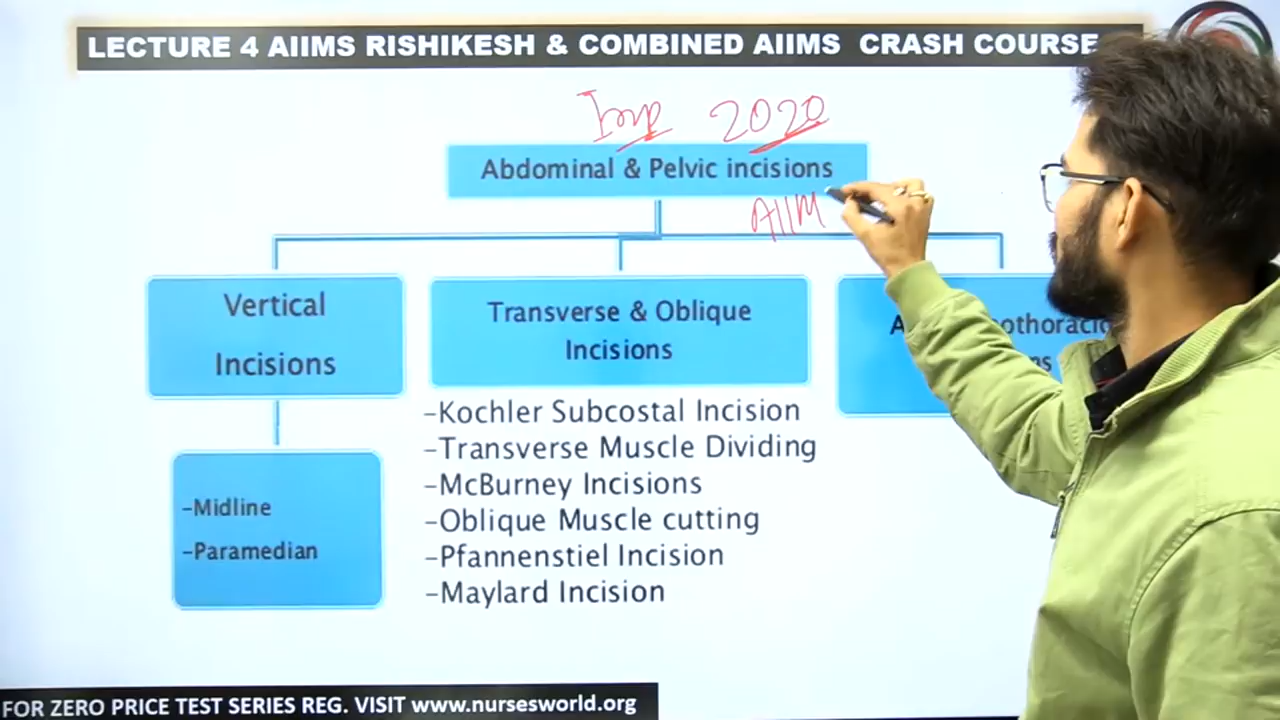 LECTURE 4 AIIMS RISHIKESH & COMBINED AIIMS CRASH COURSE
Imp 2020
Abdominal & Pelvic incisions
AIIM
Vertical
Incisions
Transverse & Oblique
Incisions
-Midline
-Paramedian
-Kochler Subcostal Incision
-Transverse Muscle Dividing
-McBurney Incisions
-Oblique Muscle cutting
-Pfannenstiel Incision
-Maylard Incision
FOR ZERO PRICE TEST SERIES REG. VISIT www.nursesworld.org